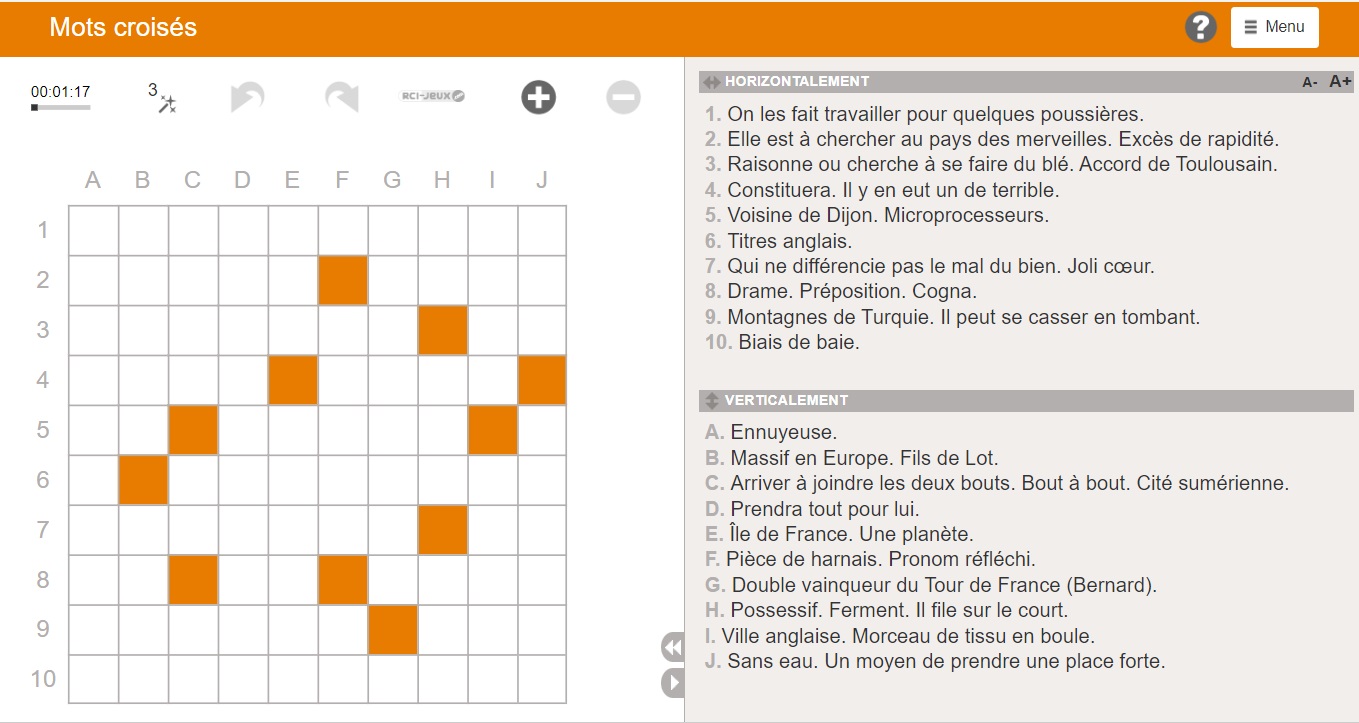 Mots croisés
? Menu
00:01:17 3 RCI-JEUX
A B C D E F G H I J
1
2
3
4
5
6
7
8
9
10
HORIZONTALEMENT A- A+
1. On les fait travailler pour quelques poussières.
2. Elle est à chercher au pays des merveilles. Excès de rapidité.
3. Raisonne ou cherche à se faire du blé. Accord de Toulousain.
4. Constituera. Il y en eut un de terrible.
5. Voisine de Dijon. Microprocesseurs.
6. Titres anglais.
7. Qui ne différencie pas le mal du bien. Joli cœur.
8. Drame. Préposition. Cogna.
9. Montagnes de Turquie. Il peut se casser en tombant.
10. Biais de baie.
VERTICALEMENT
A. Ennuyeuse.
B. Massif en Europe. Fils de Lot.
C. Arriver à joindre les deux bouts. Bout à bout. Cité sumérienne.
D. Prendra tout pour lui.
E. Île de France. Une planète.
F. Pièce de harnais. Pronom réfléchi.
G. Double vainqueur du Tour de France (Bernard).
H. Possessif. Ferment. Il file sur le court.
I. Ville anglaise. Morceau de tissu en boule.
J. Sans eau. Un moyen de prendre une place forte.